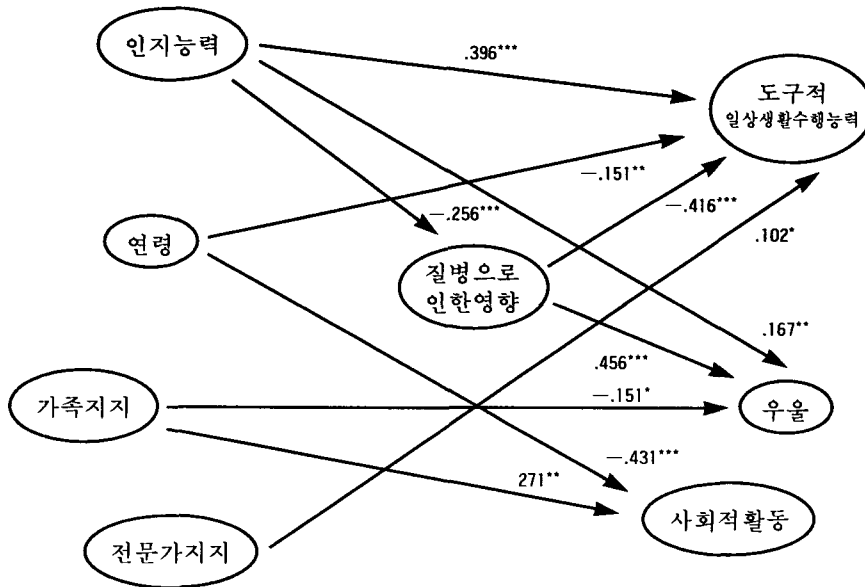 인지능력
.396***
도구적
일상생활수행능력
—.151**
—.256***
—.416***
연령
.102*
질병으로
인한영향
.167**
.456***
가족지지
—.151*
우울
—.431***
271**
사회적활동
전문가지지